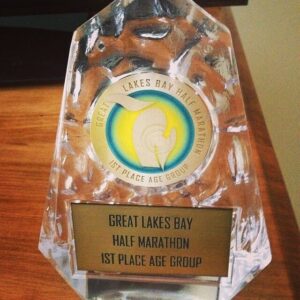 GREAT LAKES BAY HALF MARATHON
1ST PLACE AGE GROUP
GREAT LAKES BAY
HALF MARATHON
1ST PLACE AGE GROUP